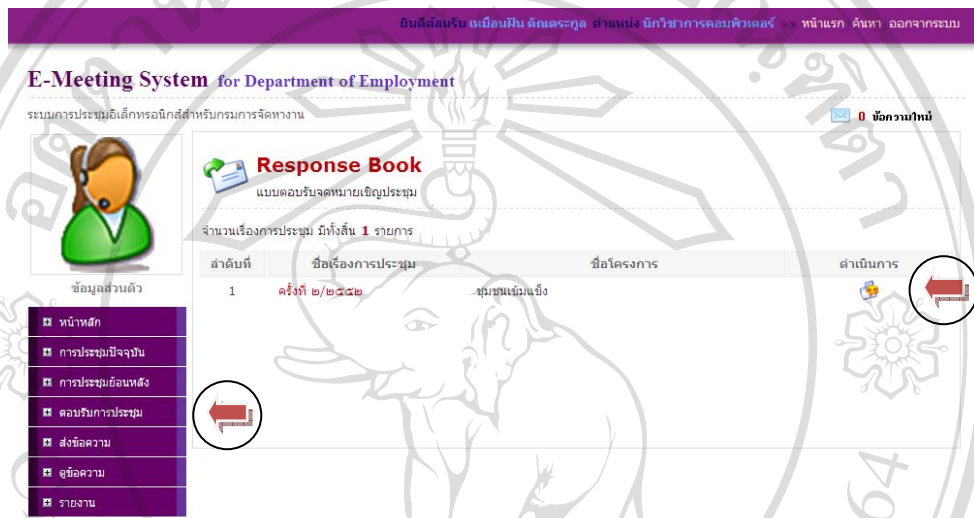 ยินดีต้อนรับ เหมือนฝัน ตัณตระกูล ตำแหน่ง นักวิชาการคอมพิวเตอร์ >> หน้าแรก ค้นหา ออกจากระบบ
E-Meeting System for Department of Employment
ระบบการประชุมอิเล็กทรอนิกส์สำหรับกรมการจัดหางาน
0 ข้อความใหม่
Response Book
แบบตอบรับจดหมายเชิญประชุม
จำนวนเรื่องการประชุม มีทั้งสิ้น 1 รายการ
ลำดับที่ ชื่อเรื่องการประชุม ชื่อโครงการ ดำเนินการ
1 ครั้งที่ ๒/๒๕๕๒ ชุมชนเข้มแข็ง
ข้อมูลส่วนตัว
หน้าหลัก
การประชุมปัจจุบัน
การประชุมย้อนหลัง
ตอบรับการประชุม
ส่งข้อความ
ดูข้อความ
รายงาน
64